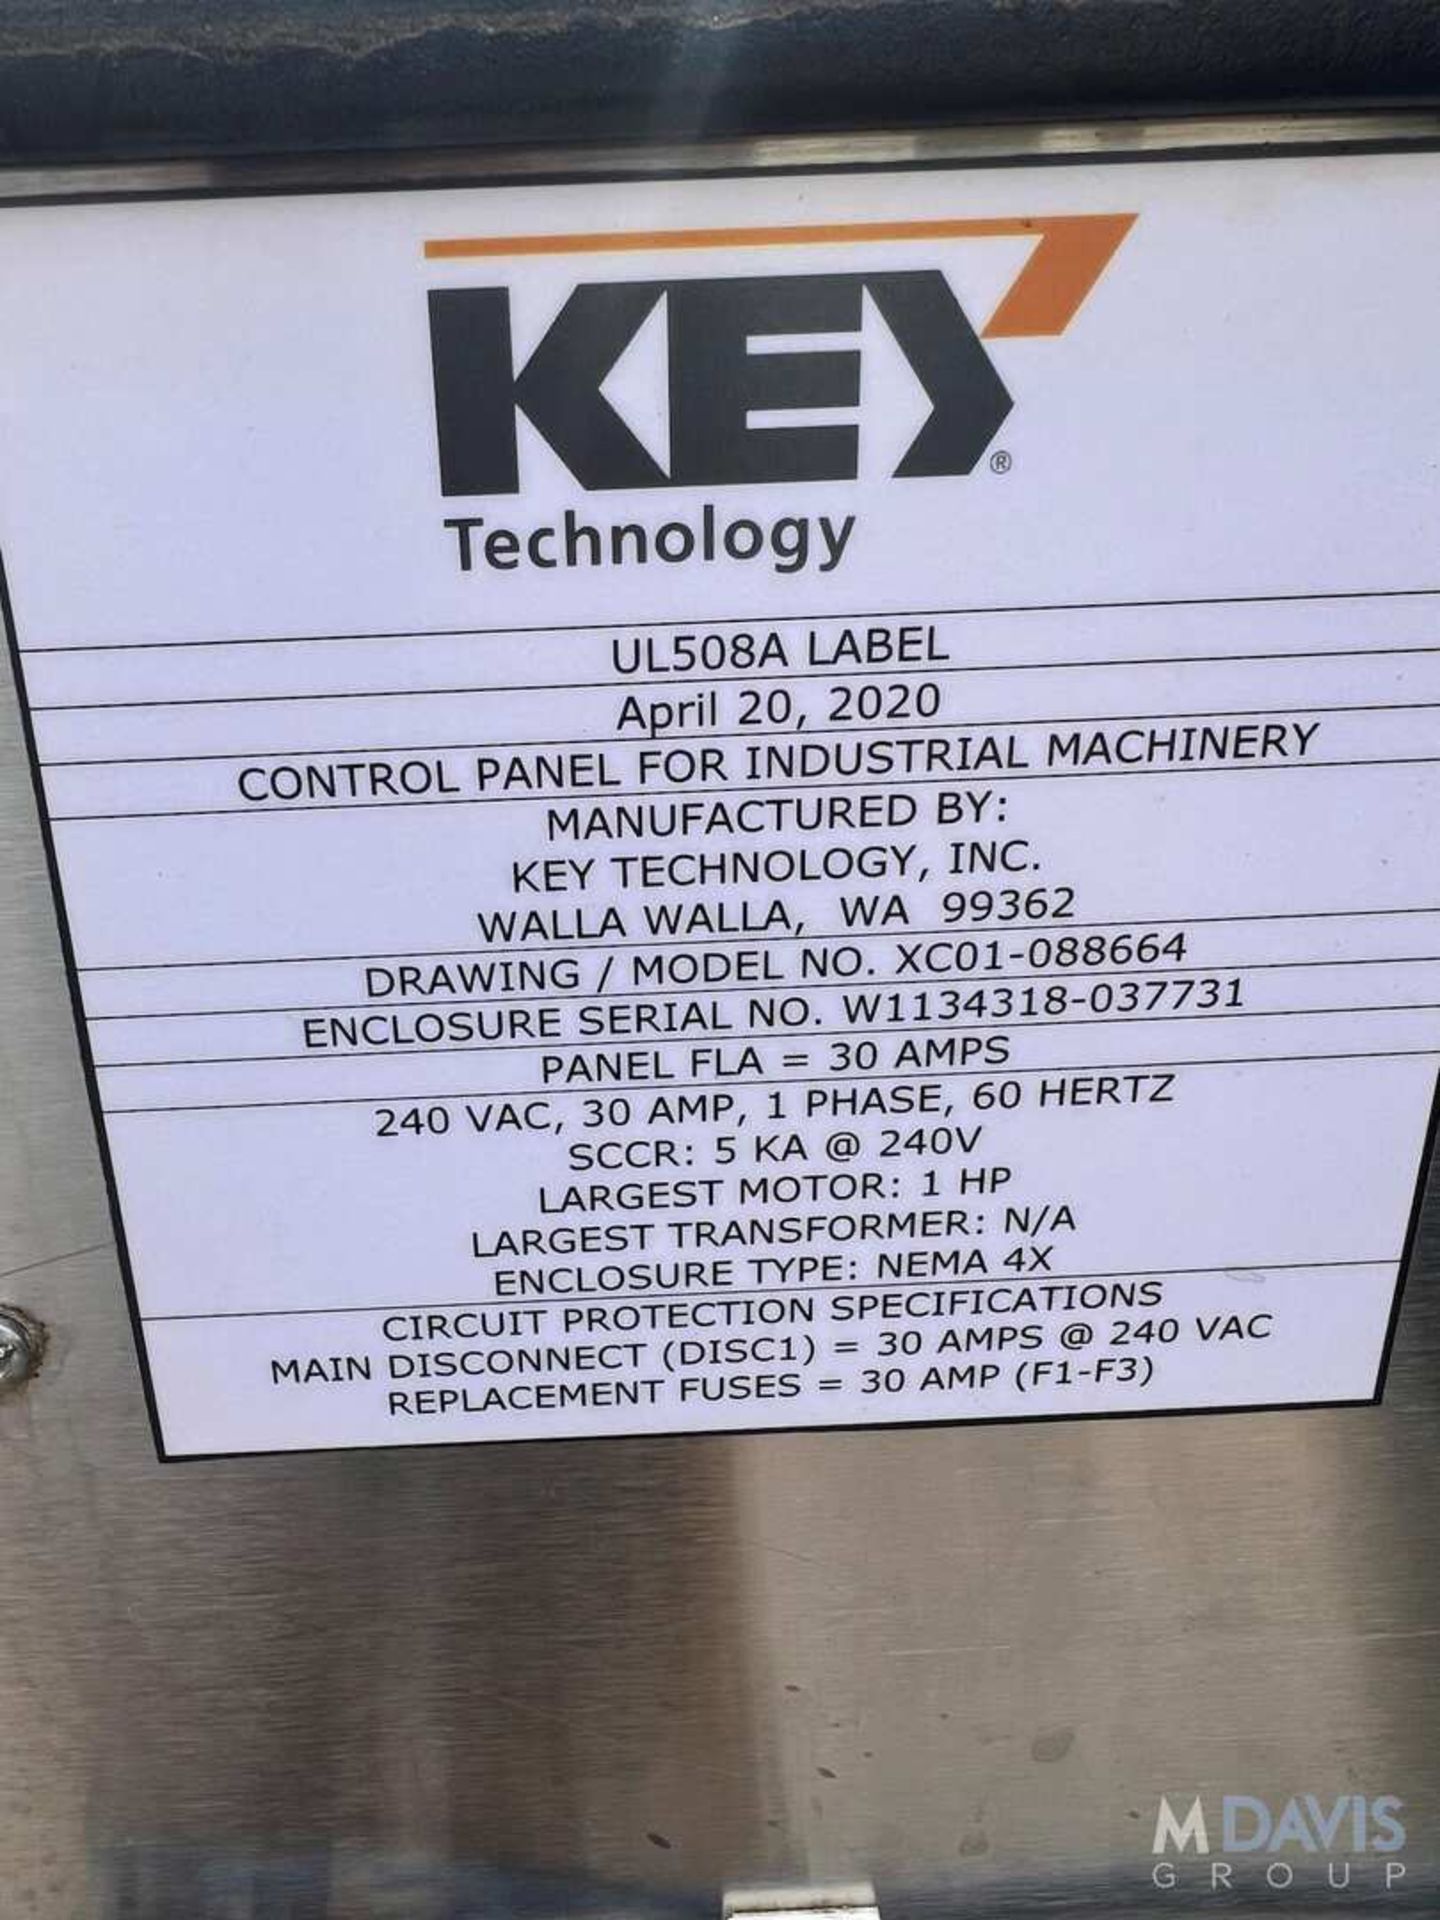 KEY®
Technology
UL508A LABEL
April 20, 2020
CONTROL PANEL FOR INDUSTRIAL MACHINERY
MANUFACTURED BY:
KEY TECHNOLOGY, INC.
WALLA WALLA, WA 99362
DRAWING / MODEL NO. XC01-088664
ENCLOSURE SERIAL NO. W1134318-037731
PANEL FLA = 30 AMPS
240 VAC, 30 AMP, 1 PHASE, 60 HERTZ
SCCR: 5 KA @ 240V
LARGEST MOTOR: 1 HP
LARGEST TRANSFORMER: N/A
ENCLOSURE TYPE: NEMA 4X
CIRCUIT PROTECTION SPECIFICATIONS
MAIN DISCONNECT (DISC1) = 30 AMPS @ 240 VAC
REPLACEMENT FUSES = 30 AMP (F1-F3)
MDAVIS
GROUP